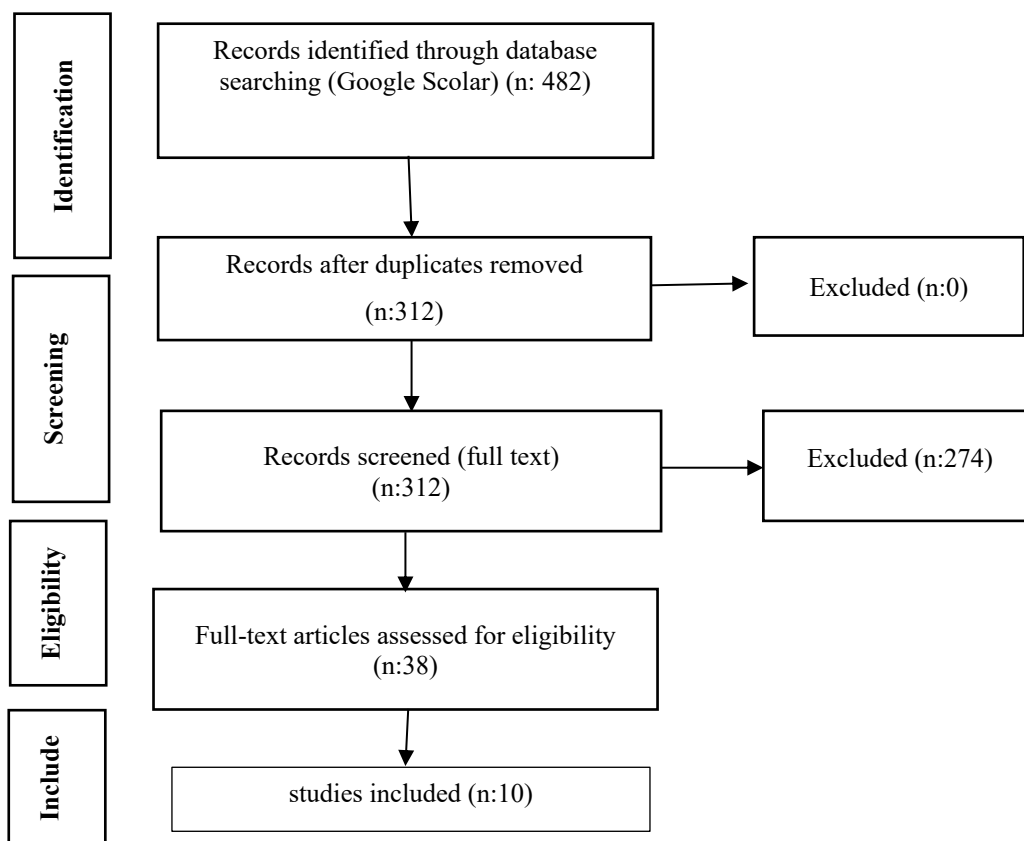 Identification
Records identified through database
searching (Google Scolar) (n: 482)
Records after duplicates removed
(n:312)
Excluded (n:0)
Screening
Records screened (full text)
(n:312)
Excluded (n:274)
Eligibility
Full-text articles assessed for eligibility
(n:38)
Include
studies included (n:10)